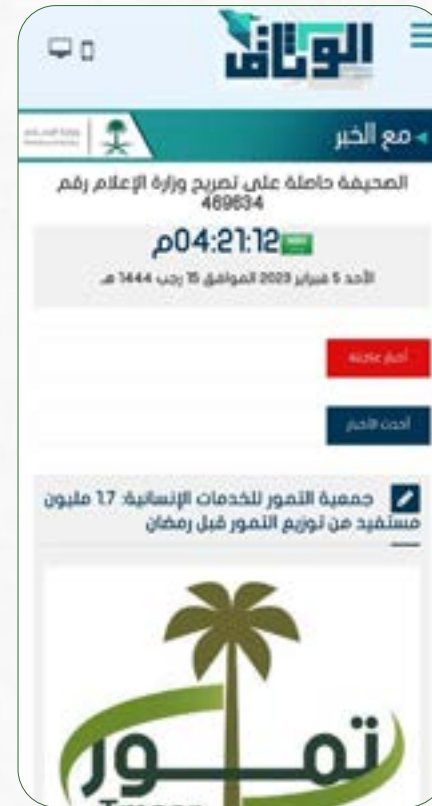 الوئام
مع الخبر
الصحيفة حاصلة على تصريح وزارة الإعلام رقم
469634
04:21:12م
الأحد 5 فبراير 2023 الموافق 15 رجب 1444 هـ
أخبار عاجلة
أحدث الأخبار
جمعية التمور للخدمات الإنسانية: 1.7 مليون
مستفيد من توزيع التمور قبل رمضان
تمور